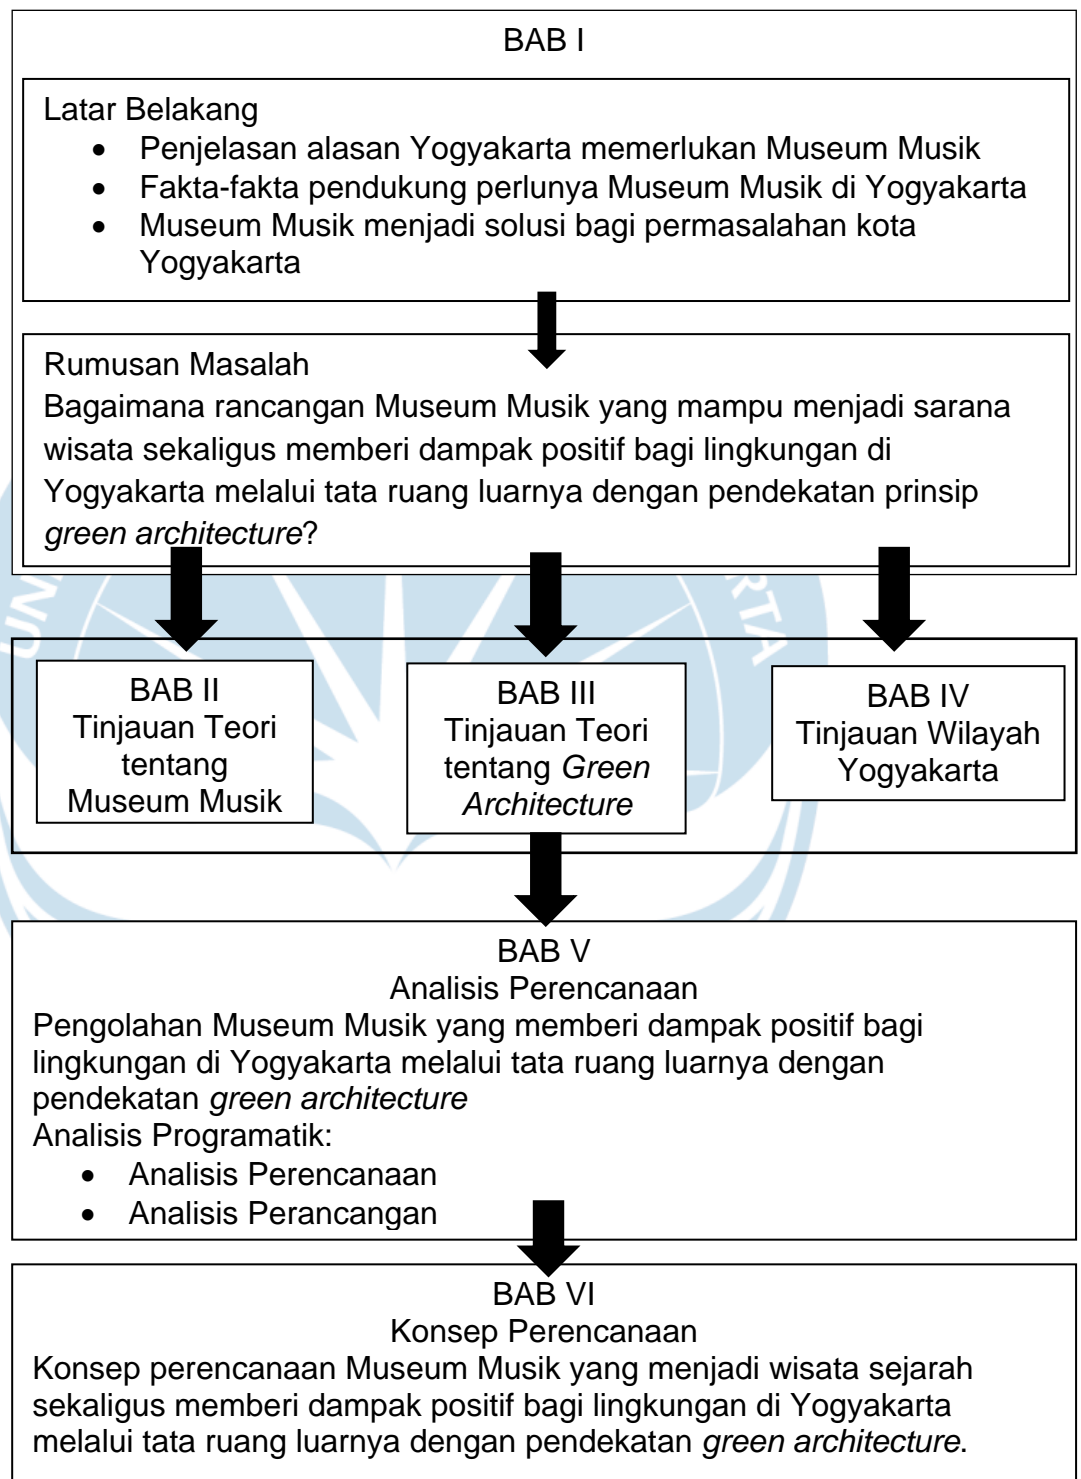 BAB I
Latar Belakang
• Penjelasan alasan Yogyakarta memerlukan Museum Musik
• Fakta-fakta pendukung perlunya Museum Musik di Yogyakarta
• Museum Musik menjadi solusi bagi permasalahan kota
Yogyakarta
Rumusan Masalah
Bagaimana rancangan Museum Musik yang mampu menjadi sarana
wisata sekaligus memberi dampak positif bagi lingkungan di
Yogyakarta melalui tata ruang luarnya dengan pendekatan prinsip
green architecture?
BAB II
Tinjauan Teori
tentang
Museum Musik
BAB III
Tinjauan Teori
tentang Green
Architecture
BAB IV
Tinjauan Wilayah
Yogyakarta
BAB V
Analisis Perencanaan
Pengolahan Museum Musik yang memberi dampak positif bagi
lingkungan di Yogyakarta melalui tata ruang luarnya dengan
pendekatan green architecture
Analisis Programatik:
• Analisis Perencanaan
• Analisis Perancangan
BAB VI
Konsep Perencanaan
Konsep perencanaan Museum Musik yang menjadi wisata sejarah
sekaligus memberi dampak positif bagi lingkungan di Yogyakarta
melalui tata ruang luarnya dengan pendekatan green architecture.